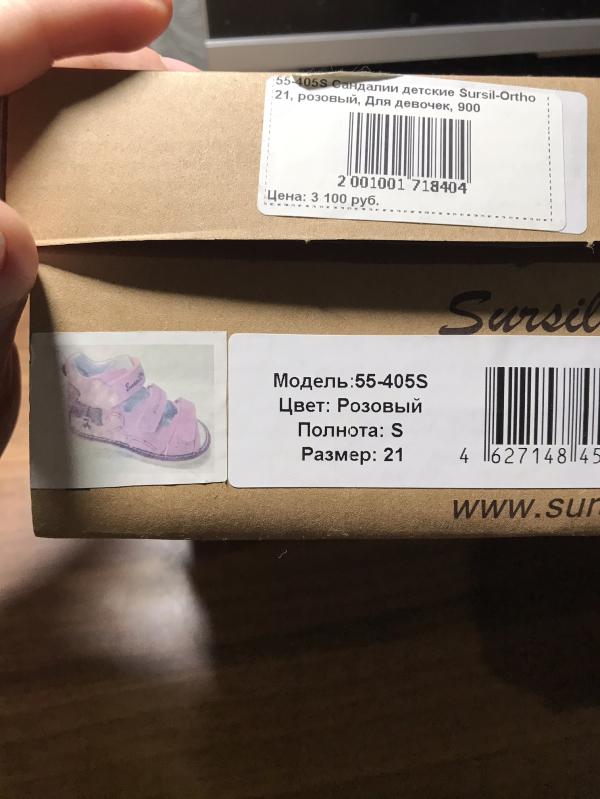 55-405S Сандалии детские Sursil-Ortho
21, розовый, Для девочек, 900
2 001001 718404
Цена: 3 100 руб.
Sursil
Модель:55-405S
Цвет: Розовый
Полнота: S
Размер: 21
4 627148 45
www.sur